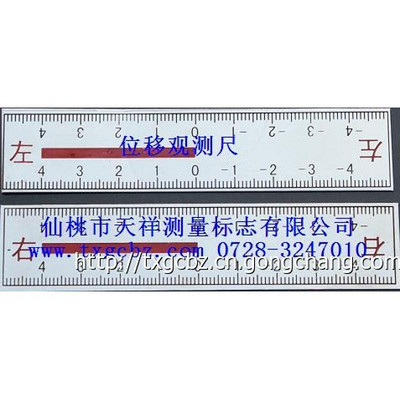 4 3 2 1 0 -1 -2 -3 -4
左 位移观测尺 左
4 3 2 1 0 -1 -2 -3 -4
仙桃市天祥测量标志有限公司
右 右
www.txgcbz.com 0728-3247010
http://txgcbz.cn.gongchang.com